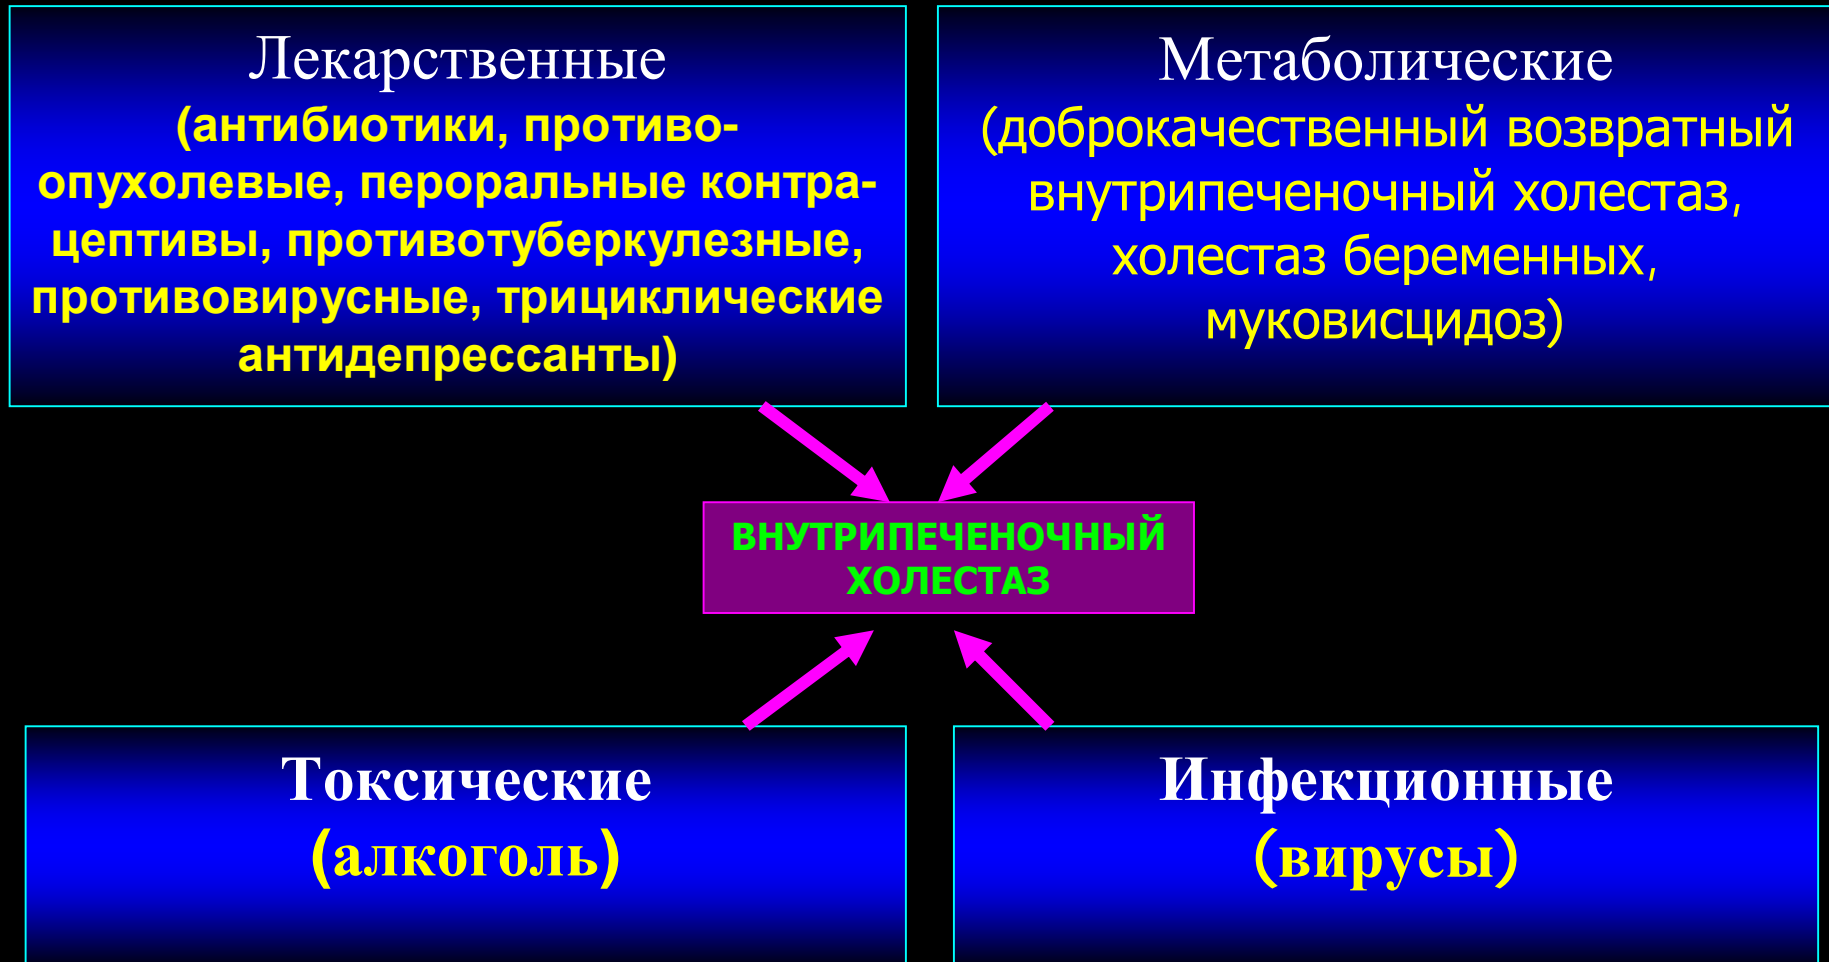 Лекарственные
(антибиотики, противо-
опухолевые, пероральные контра-
цептивы, противотуберкулезные,
противовирусные, трициклические
антидепрессанты)
Метаболические
(доброкачественный возвратный
внутрипеченочный холестаз,
холестаз беременных,
муковисцидоз)
ВНУТРИПЕЧЕНОЧНЫЙ
ХОЛЕСТАЗ
Токсические
(алкоголь)
Инфекционные
(вирусы)